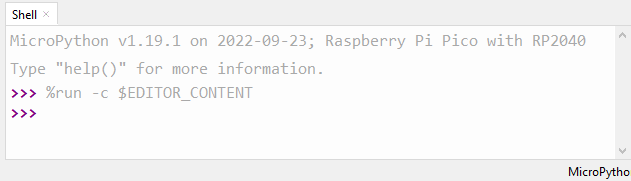 Shell ×
MicroPython v1.19.1 on 2022-09-23; Raspberry Pi Pico with RP2040
Type "help()" for more information.
>>> %run -c $EDITOR_CONTENT
>>>
MicroPytho